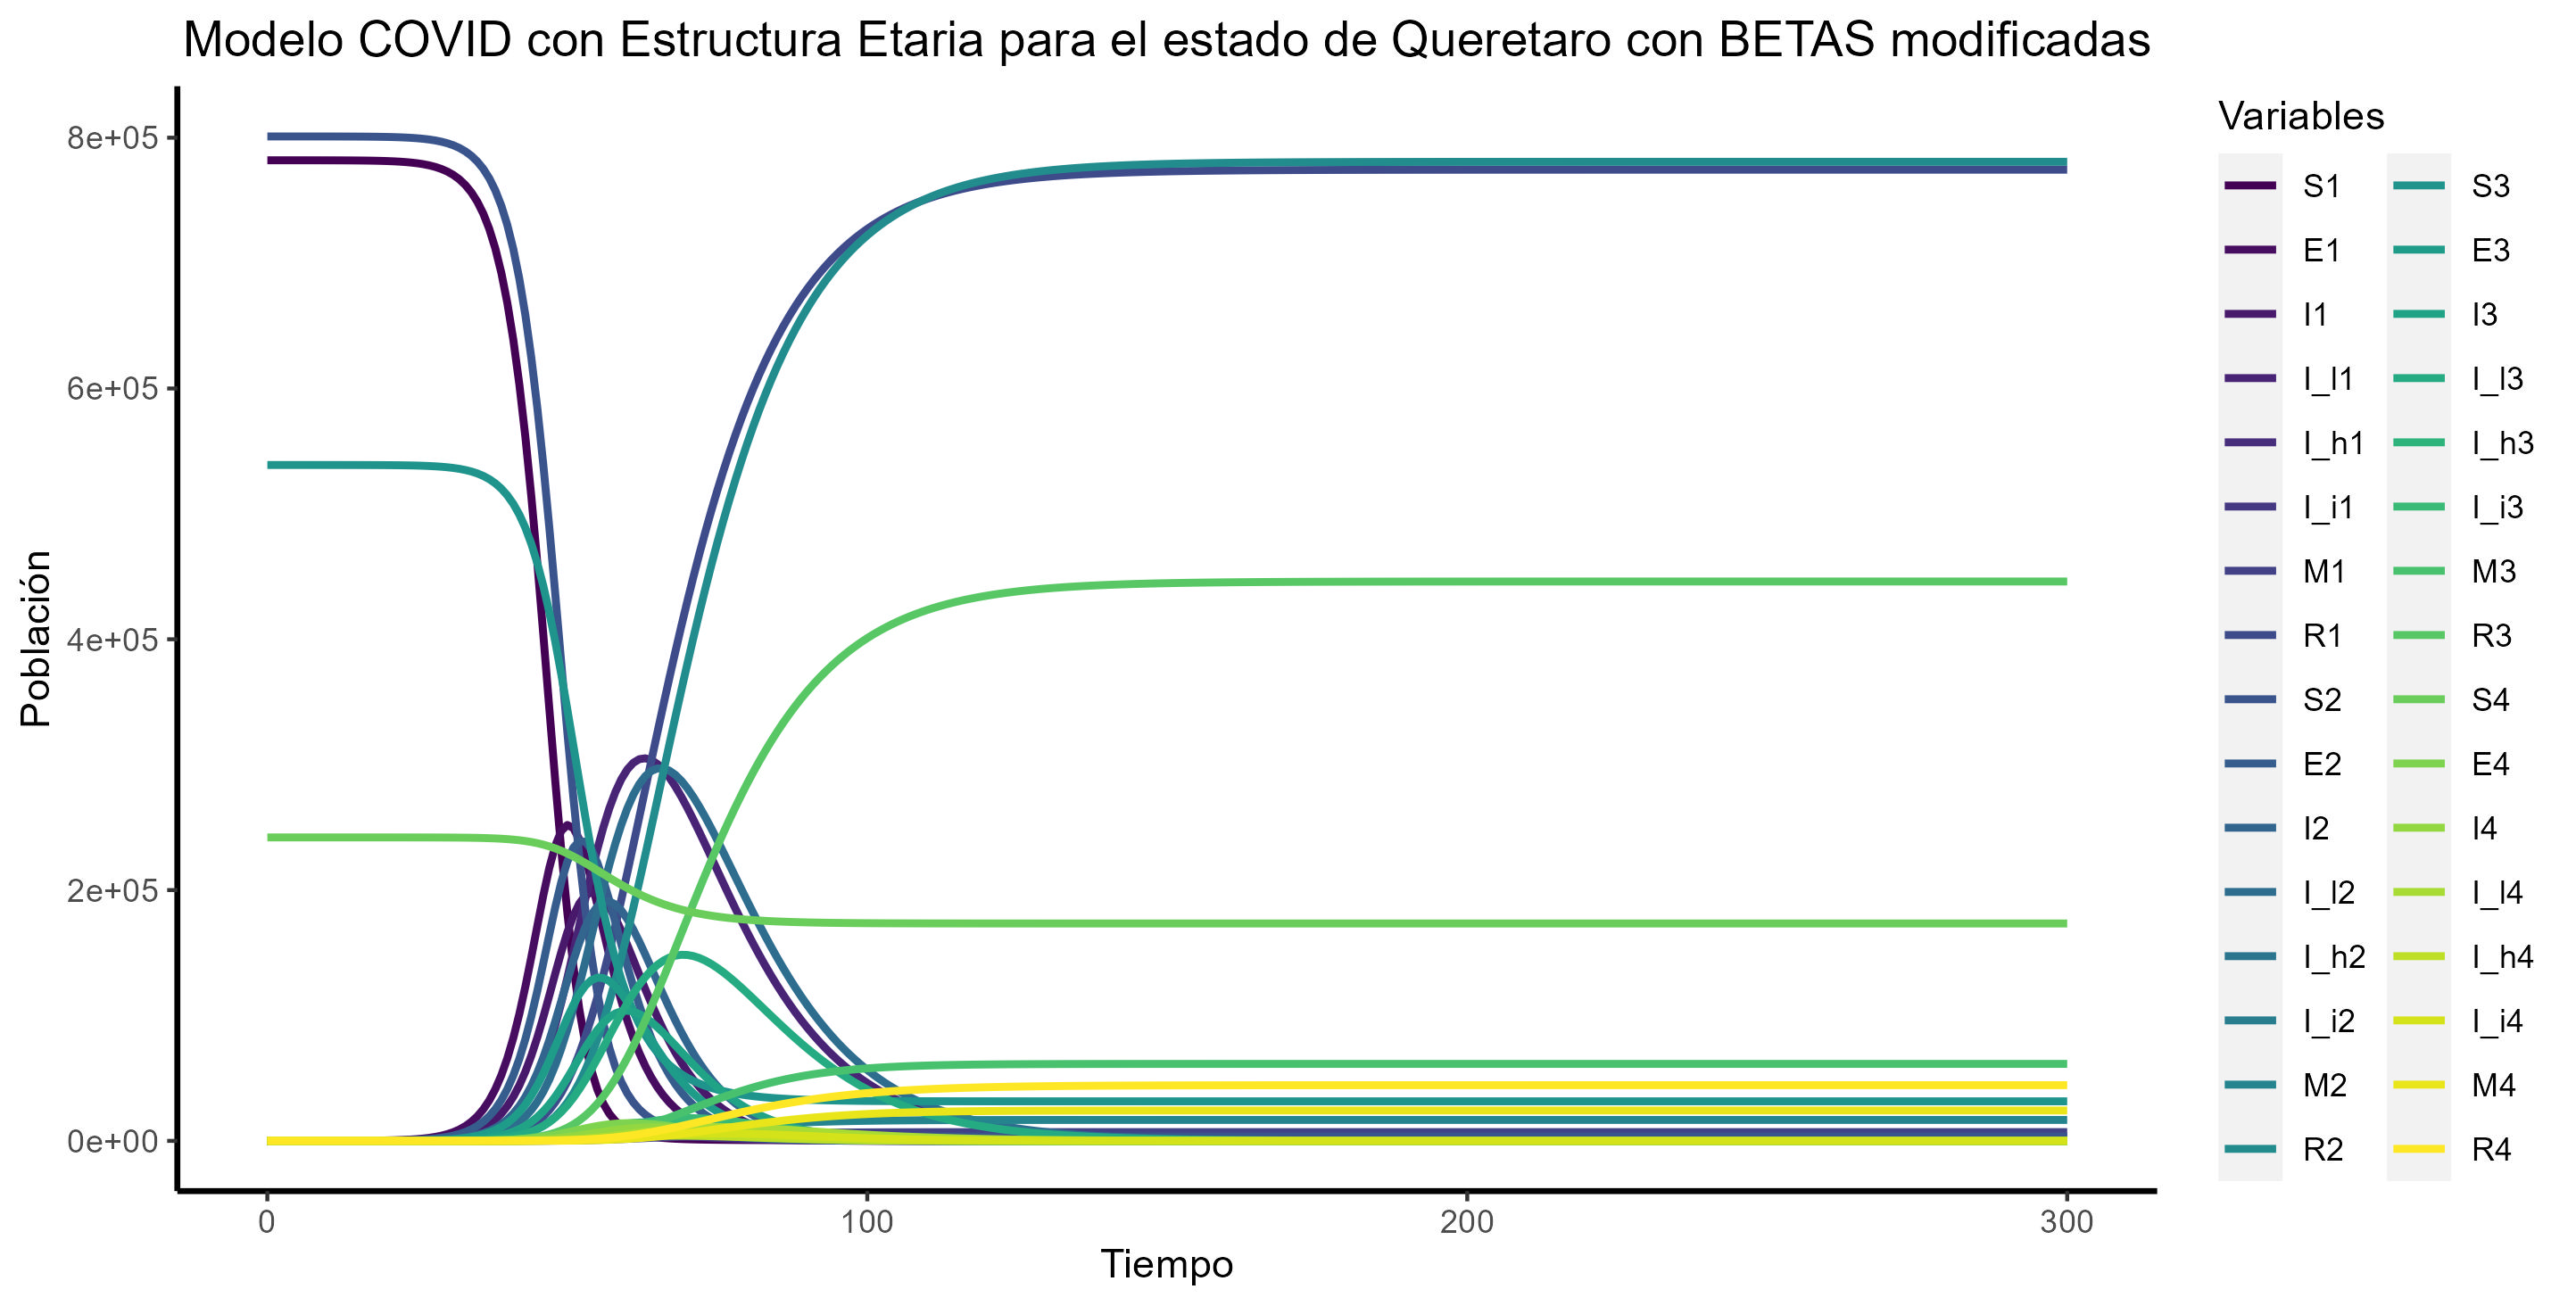 Modelo COVID con Estructura Etaria para el estado de Queretaro con BETAS modificadas
Población
8e+05
6e+05
4e+05
2e+05
0e+00
0
100
200
300
Tiempo
Variables
S1
E1
I1
I_l1
I_h1
I_i1
M1
R1
S2
E2
I2
I_l2
I_h2
I_i2
M2
R2
S3
E3
I3
I_l3
I_h3
I_i3
M3
R3
S4
E4
I4
I_l4
I_h4
I_i4
M4
R4